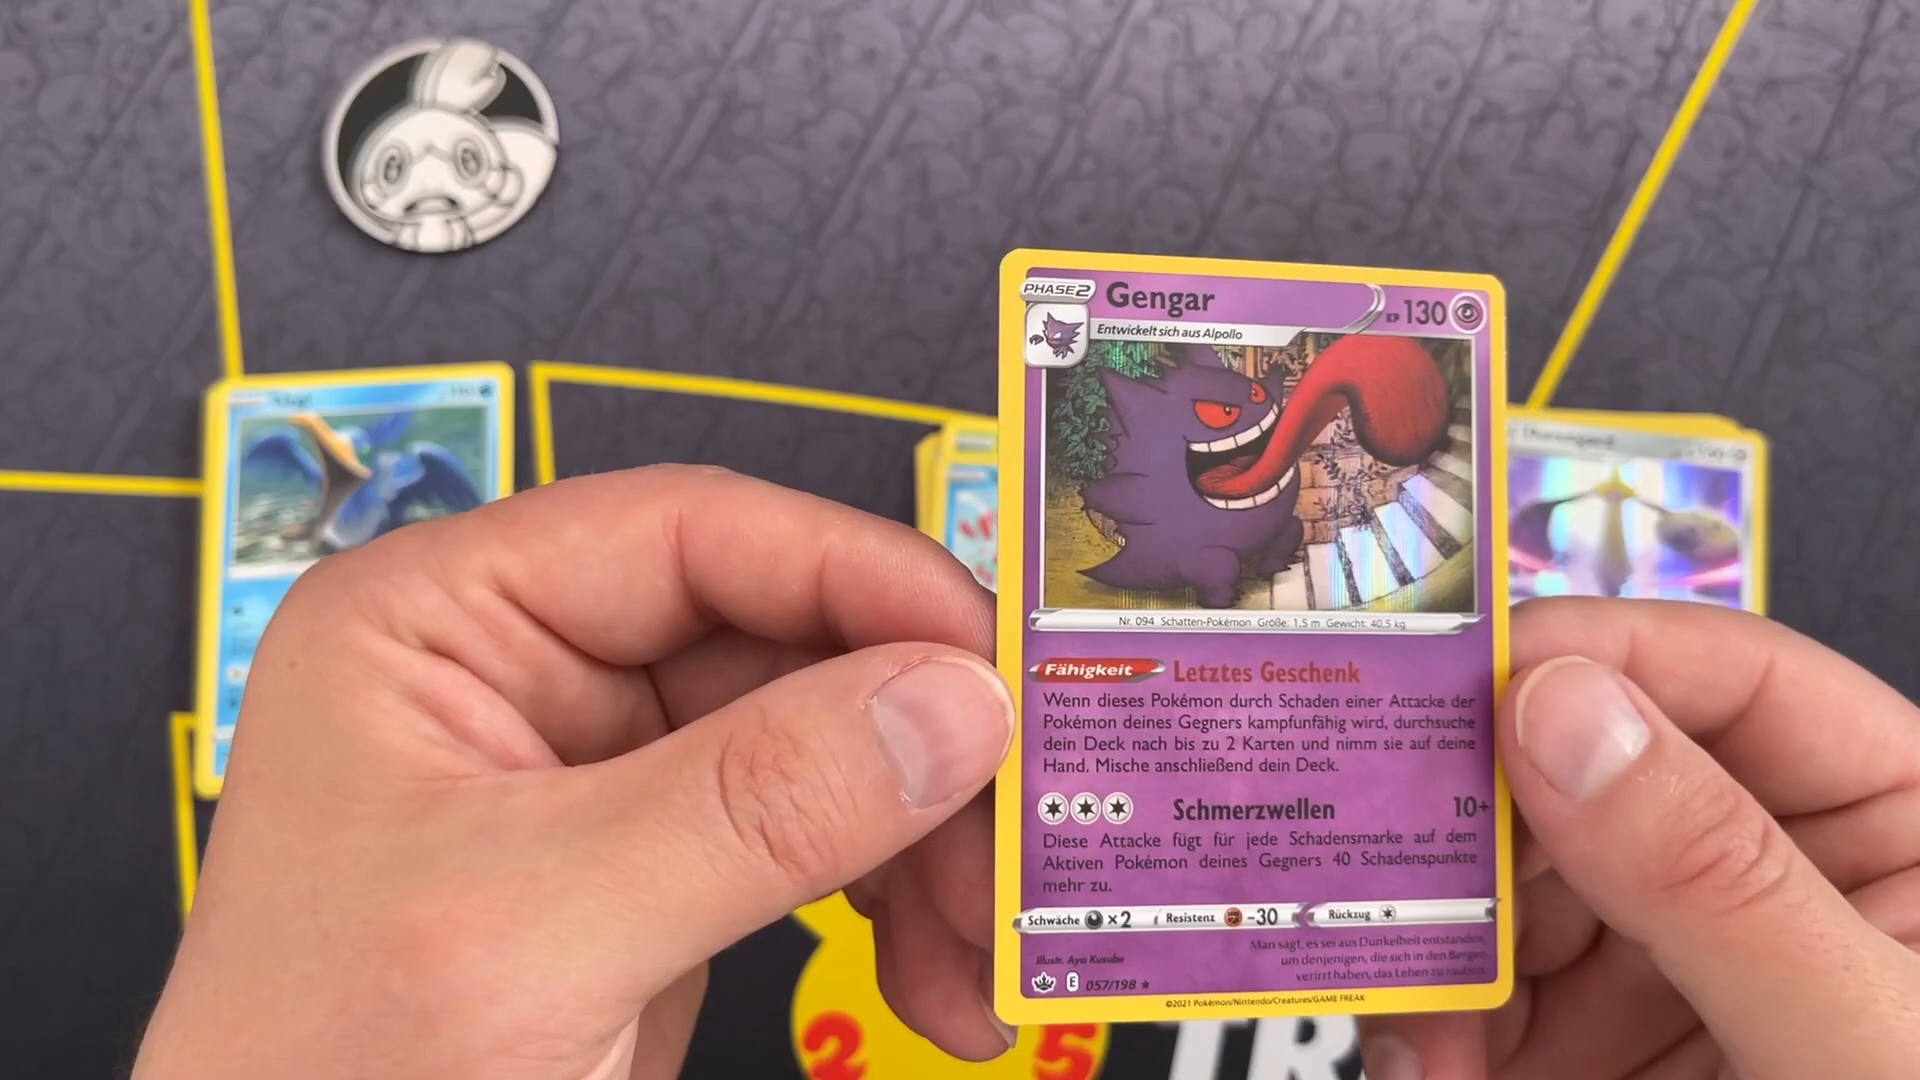 PHASE 2
Gengar
KP 130
Entwickelt sich aus Alpollo
Nr. 094 Schatten-Pokémon Größe: 1,5 m Gewicht: 40,5 kg
Fähigkeit Letztes Geschenk
Wenn dieses Pokémon durch Schaden einer Attacke der
Pokémon deines Gegners kampfunfähig wird, durchsuche
dein Deck nach bis zu 2 Karten und nimm sie auf deine
Hand. Mische anschließend dein Deck.
Schmerzwellen 10+
Diese Attacke fügt für jede Schadensmarke auf dem
Aktiven Pokémon deines Gegners 40 Schadenspunkte
mehr zu.
Schwäche ×2 Resistenz -30 Rückzug
Man sagt, es sei aus Dunkelheit entstanden,
um denjenigen, die sich in den Bergen
verirrt haben, das Leben zu rauben.
Illustr. Aya Kusube
E 057/198
©2021 Pokémon/Nintendo/Creatures/GAME FREAK
2 5